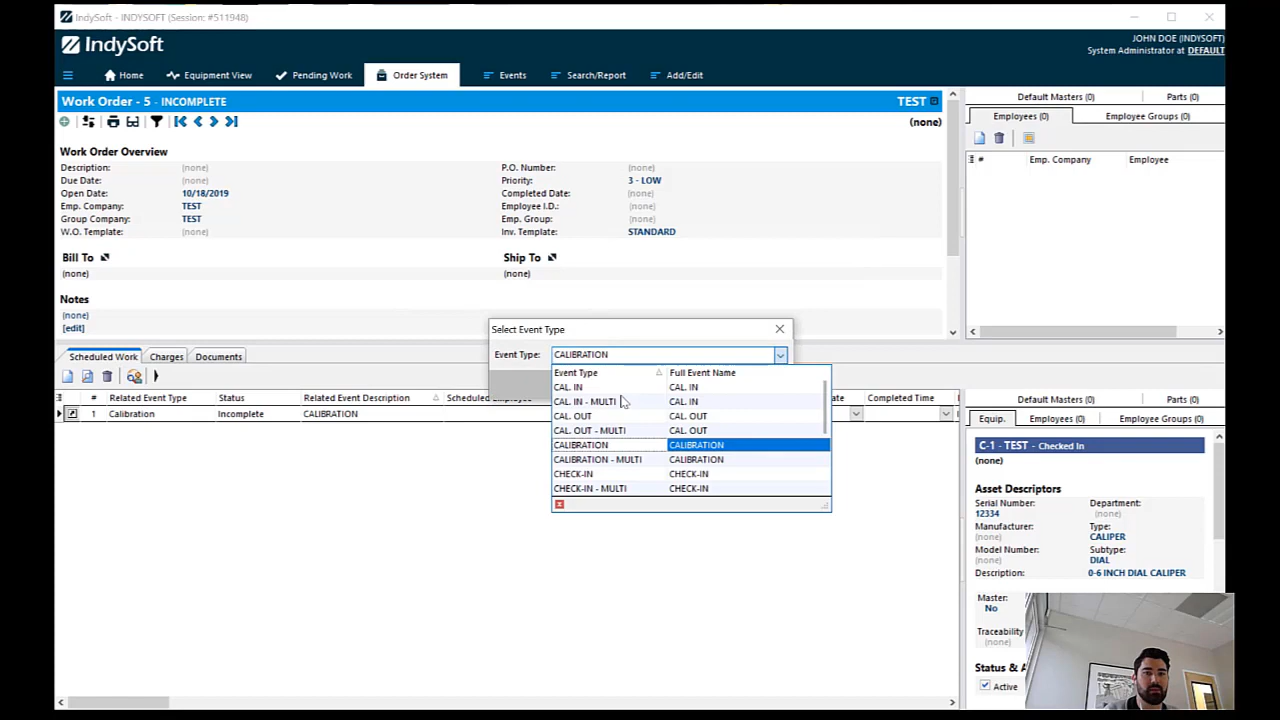 IndySoft - INDYSOFT (Session: #511948)
IndySoft
JOHN DOE (INDYSOFT)
System Administrator at DEFAULT
Home
Equipment View
Pending Work
Order System
Events
Search/Report
Add/Edit
Work Order - 5 - INCOMPLETE
TEST
(none)
Work Order Overview
Description: (none) P.O. Number: (none)
Due Date: (none) Priority: 3 - LOW
Open Date: 10/18/2019 Completed Date: (none)
Emp. Company: TEST Employee I.D.: (none)
Group Company: TEST Emp. Group: (none)
W.O. Template: (none) Inv. Template: STANDARD
Bill To Ship To
(none) (none)
Notes
(none)
[edit]
Default Masters (0) Parts (0)
Employees (0) Employee Groups (0)
# Emp. Company Employee
Select Event Type
Event Type: CALIBRATION
Event Type Full Event Name
CAL. IN CAL. IN
CAL. IN - MULTI CAL. IN
CAL. OUT CAL. OUT
CAL. OUT - MULTI CAL. OUT
CALIBRATION CALIBRATION
CALIBRATION - MULTI CALIBRATION
CHECK-IN CHECK-IN
CHECK-IN - MULTI CHECK-IN
Scheduled Work Charges Documents
# Related Event Type Status Related Event Description Scheduled Employee Date Completed Time
1 Calibration Incomplete CALIBRATION
Default Masters (0) Parts (0)
Equip. Employees (0) Employee Groups (0)
C-1 - TEST - Checked In
(none)
Asset Descriptors
Serial Number: Department:
12334 (none)
Manufacturer: Type:
(none) CALIPER
Model Number: Subtype:
(none) DIAL
Description: 0-6 INCH DIAL CALIPER
Master:
No
Traceability
(none)
Status & A
Active